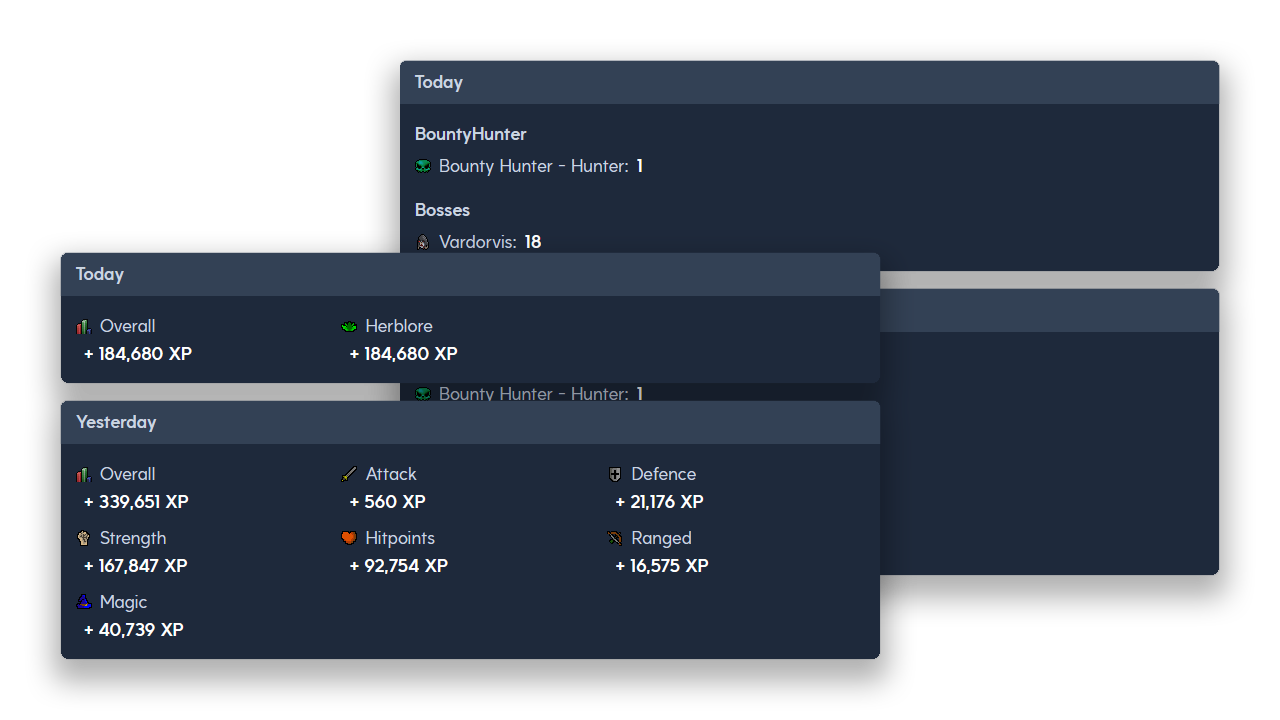 Today
BountyHunter
Bounty Hunter - Hunter: 1
Bosses
Vardorvis: 18
Today
Overall
+ 184,680 XP
Herblore
+ 184,680 XP
Bounty Hunter - Hunter: 1
Yesterday
Overall
+ 339,651 XP
Attack
+ 560 XP
Defence
+ 21,176 XP
Strength
+ 167,847 XP
Hitpoints
+ 92,754 XP
Ranged
+ 16,575 XP
Magic
+ 40,739 XP